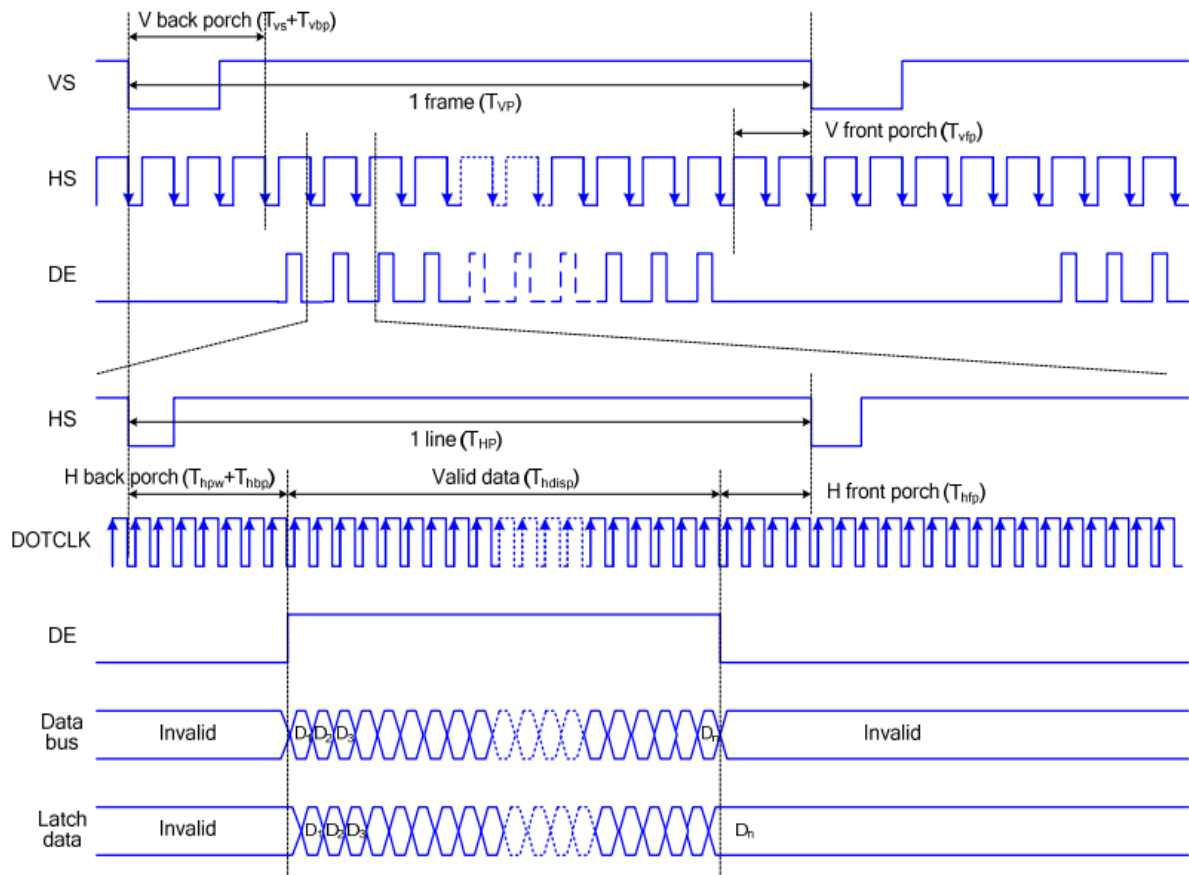 V back porch (Tvs+Tvbp)
VS
1 frame (TVP)
V front porch (Tvfp)
HS
DE
HS
1 line (THP)
H back porch (Thpw+Thbp)
Valid data (Thdisp)
H front porch (Thfp)
DOTCLK
DE
Data
bus
Invalid
D1 D2 D3
Dn
Invalid
Latch
data
Invalid
D1 D2 D3
Dn